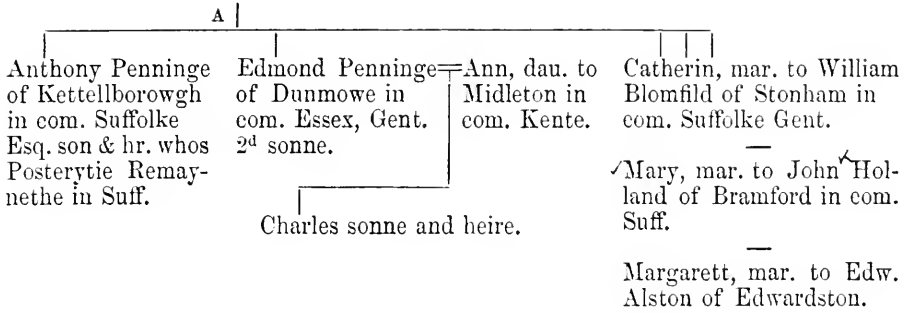 A
Anthony Penninge
of Kettellborowgh
in com. Suffolke
Esq. son & hr. whos
Posterytie Remay-
nethe in Suff.
Edmond Penninge
of Dunmowe in
com. Essex, Gent.
2d sonne.
Ann, dau. to
Midleton in
com. Kente.
Charles sonne and heire.
Catherin, mar. to William
Blomfild of Stonham in
com. Suffolke Gent.
Mary, mar. to John Hol-
land of Bramford in com.
Suff.
Margarett, mar. to Edw.
Alston of Edwardston.